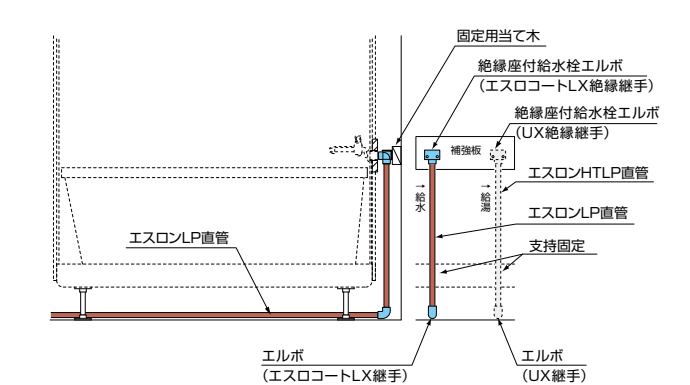 固定用当て木
絶縁座付給水栓エルボ
(エスロコートLX絶縁継手)
絶縁座付給水栓エルボ
(UX絶縁継手)
補強板
エスロンHTLP直管
→給水
→給湯
エスロンLP直管
エスロンLP直管
支持固定
エルボ
(エスロコートLX継手)
エルボ
(UX継手)